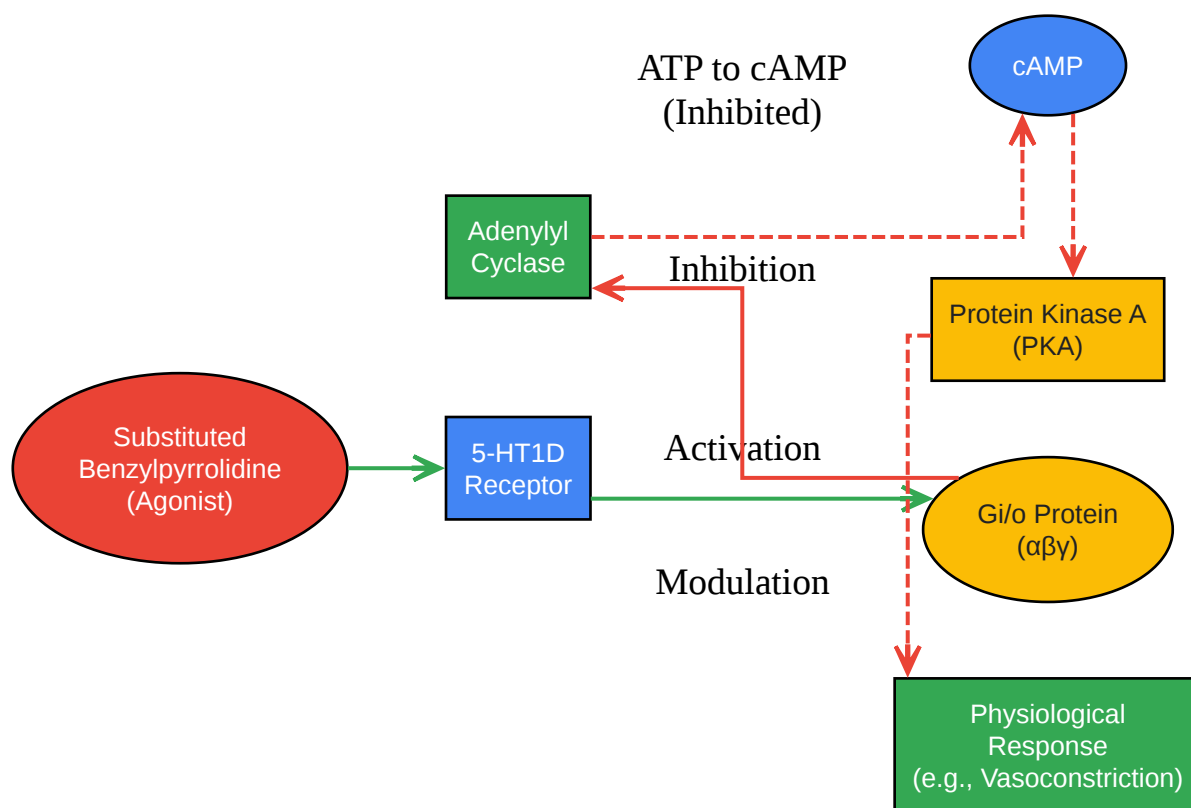 ATP to cAMP
(Inhibited)
cAMP
Adenylyl
Cyclase
Inhibition
Protein Kinase A
(PKA)
Substituted
Benzylpyrrolidine
(Agonist)
5-HT1D
Receptor
Activation
Gi/o Protein
(αβγ)
Modulation
Physiological
Response
(e.g., Vasoconstriction)